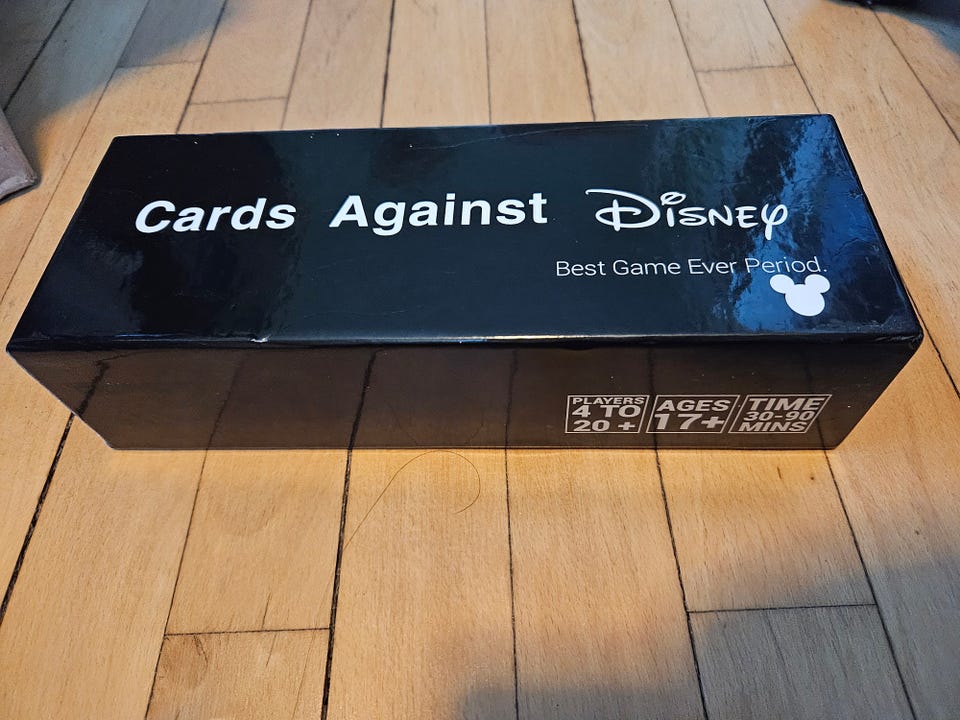 Cards Against Disney
Best Game Ever Period.
PLAYERS
4 TO
20 +
AGES
17+
TIME
30-90
MINS